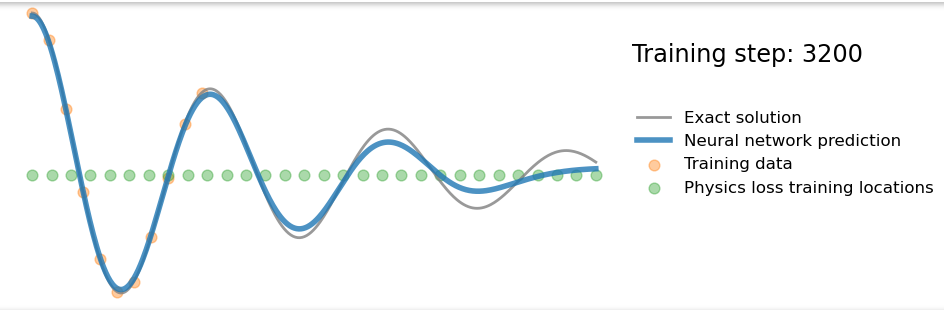 Training step: 3200
Exact solution
Neural network prediction
Training data
Physics loss training locations